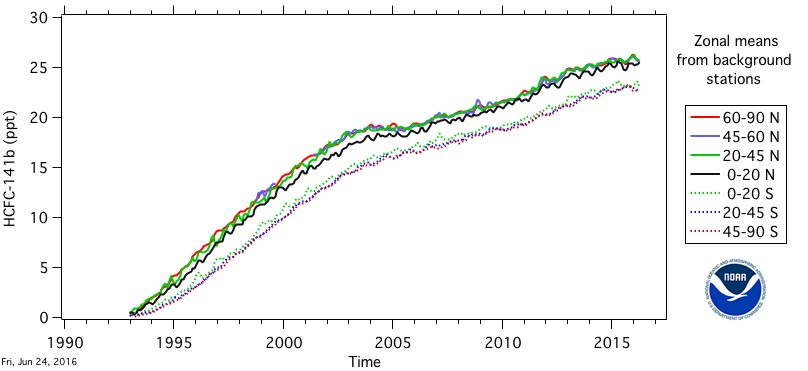 30
25
20
15
10
5
0
HCFC-141b (ppt)
1990
1995
2000
2005
2010
2015
Time
Fri, Jun 24, 2016
Zonal means
from background
stations
60-90 N
45-60 N
20-45 N
0-20 N
0-20 S
20-45 S
45-90 S
NOAA